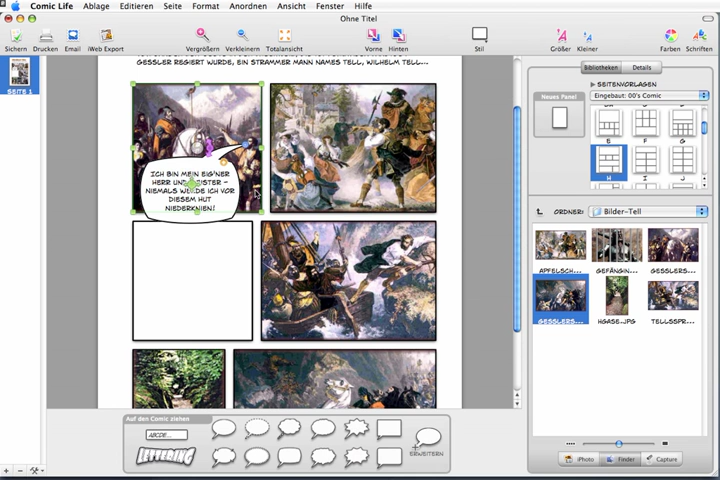 Comic Life Ablage Editieren Seite Format Anordnen Ansicht Fenster Hilfe
Ohne Titel
Sichern Drucken Email iWeb Export Vergrößern Verkleinern Totalansicht Vorne Hinten Stil Größer Kleiner Farben Schriften
SEITE 1
GESSLER REGIERT WURDE, EIN STRAMMER MANN NAMES TELL, WILHELM TELL...
ICH BIN MEIN EIG'NER
HERR UND MEISTER -
NIEMALS WERDE ICH VOR
DIESEM HUT
NIEDERKNIEN!
Bibliotheken Details
SEITENVORLAGEN
Neues Panel
Eingebaut: 00's Comic
E F G
H I J
ORDNER: Bilder-Tell
APFELSCH... GEFÄNGN... GESSLERS...
GESSLERS... HGASE.JPG TELLSSPR...
iPhoto Finder Capture
Auf den Comic ziehen
ABCDE...
LETTERING
ERWEITERN